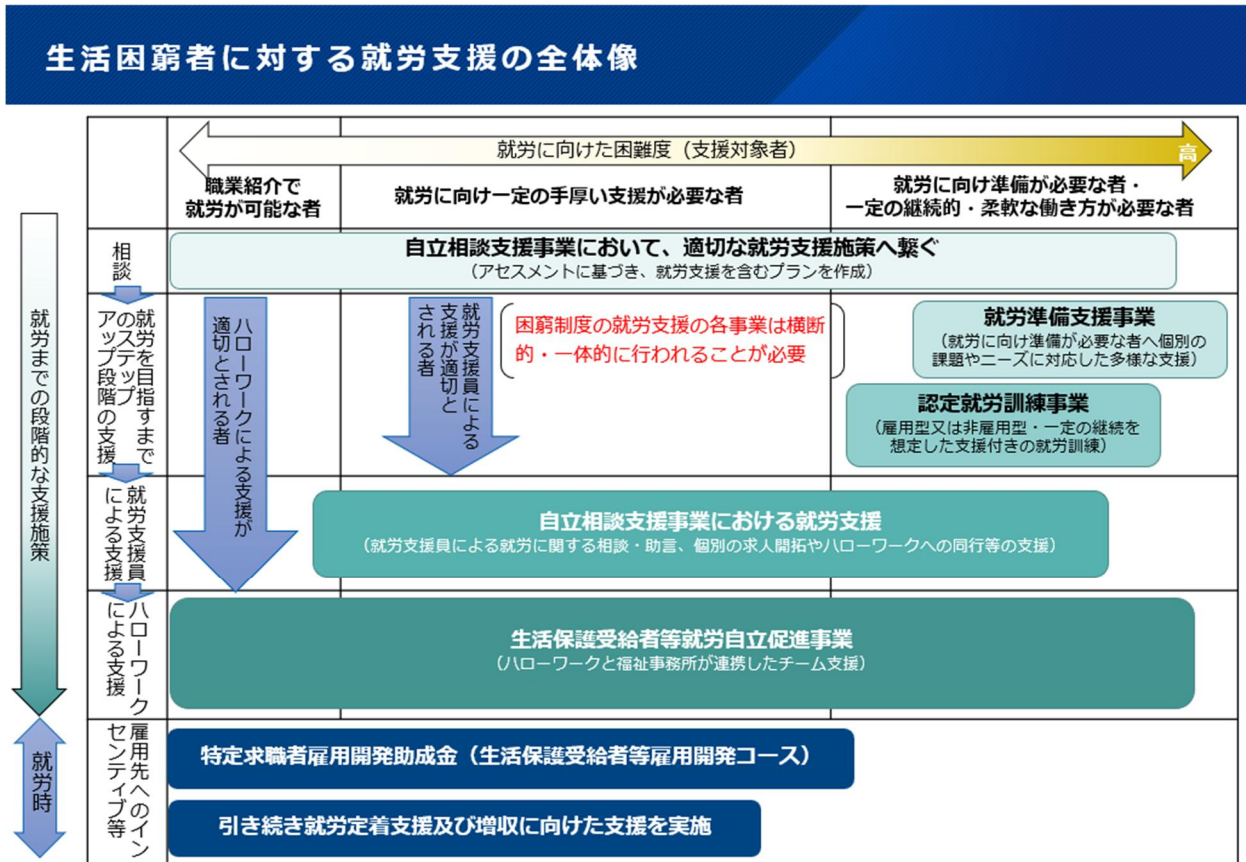 生活困窮者に対する就労支援の全体像
就労に向けた困難度（支援対象者）
高
職業紹介で
就労が可能な者
就労に向け一定の手厚い支援が必要な者
就労に向け準備が必要な者・
一定の継続的・柔軟な働き方が必要な者
就労までの段階的な支援施策
相談
自立相談支援事業において、適切な就労支援施策へ繋ぐ
（アセスメントに基づき、就労支援を含むプランを作成）
就労を目指すまで
のステップ
アップ段階の支援
ハローワークによる支援が
適切とされる者
就労支援員による
支援が適切と
される者
困窮制度の就労支援の各事業は横断
的・一体的に行われることが必要
就労準備支援事業
（就労に向け準備が必要な者へ個別の
課題やニーズに対応した多様な支援）
認定就労訓練事業
（雇用型又は非雇用型・一定の継続を
想定した支援付きの就労訓練）
就労支援員
による支援
自立相談支援事業における就労支援
（就労支援員による就労に関する相談・助言、個別の求人開拓やハローワークへの同行等の支援）
ハローワーク
による支援
生活保護受給者等就労自立促進事業
（ハローワークと福祉事務所が連携したチーム支援）
就労時
雇用先へのイン
センティブ等
特定求職者雇用開発助成金（生活保護受給者等雇用開発コース）
引き続き就労定着支援及び増収に向けた支援を実施